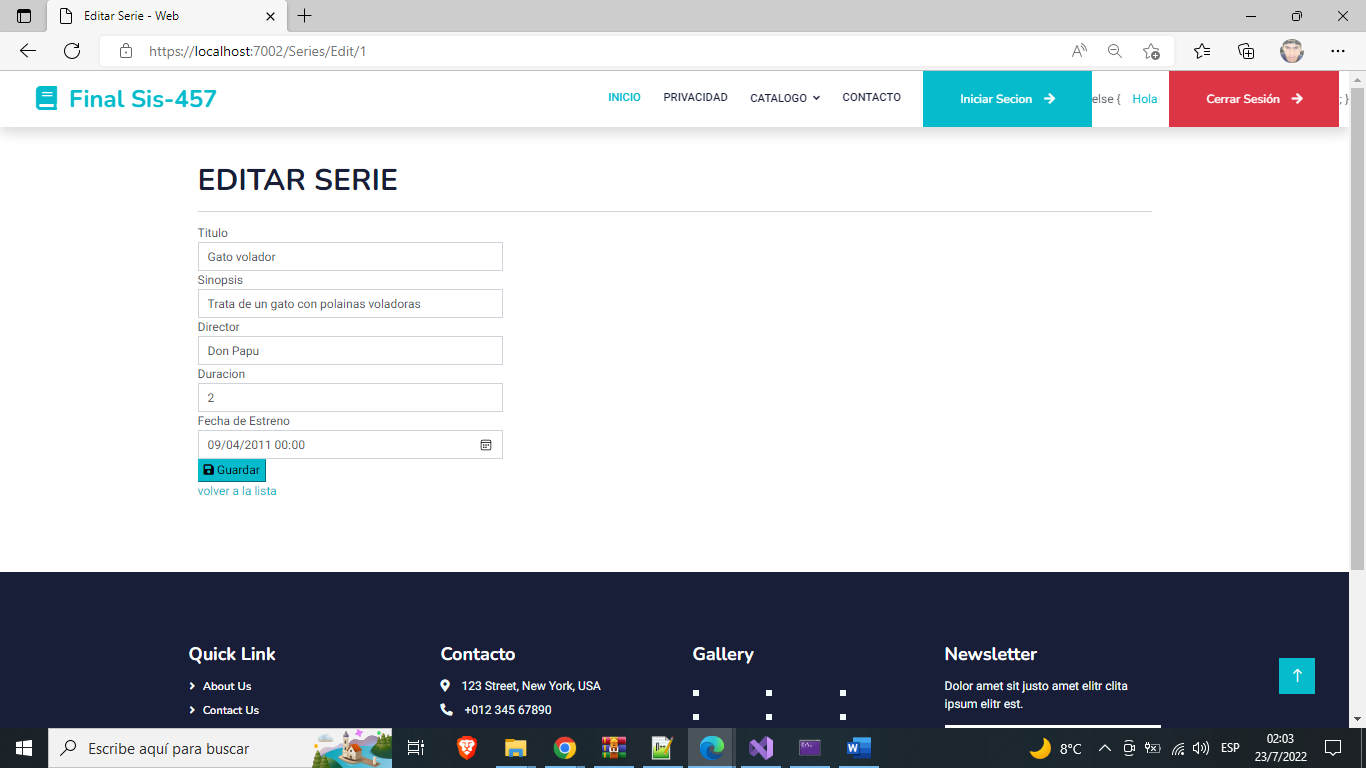 Editar Serie - Web
https://localhost:7002/Series/Edit/1
Final Sis-457
INICIO
PRIVACIDAD
CATALOGO
CONTACTO
Iniciar Secion
else {
Hola
Cerrar Sesión
; }
EDITAR SERIE
Titulo
Gato volador
Sinopsis
Trata de un gato con polainas voladoras
Director
Don Papu
Duracion
2
Fecha de Estreno
09/04/2011 00:00
Guardar
volver a la lista
Quick Link
About Us
Contact Us
Contacto
123 Street, New York, USA
+012 345 67890
Gallery
Newsletter
Dolor amet sit justo amet elitr clita
ipsum elitr est.
Escribe aquí para buscar
8°C
ESP
02:03
23/7/2022